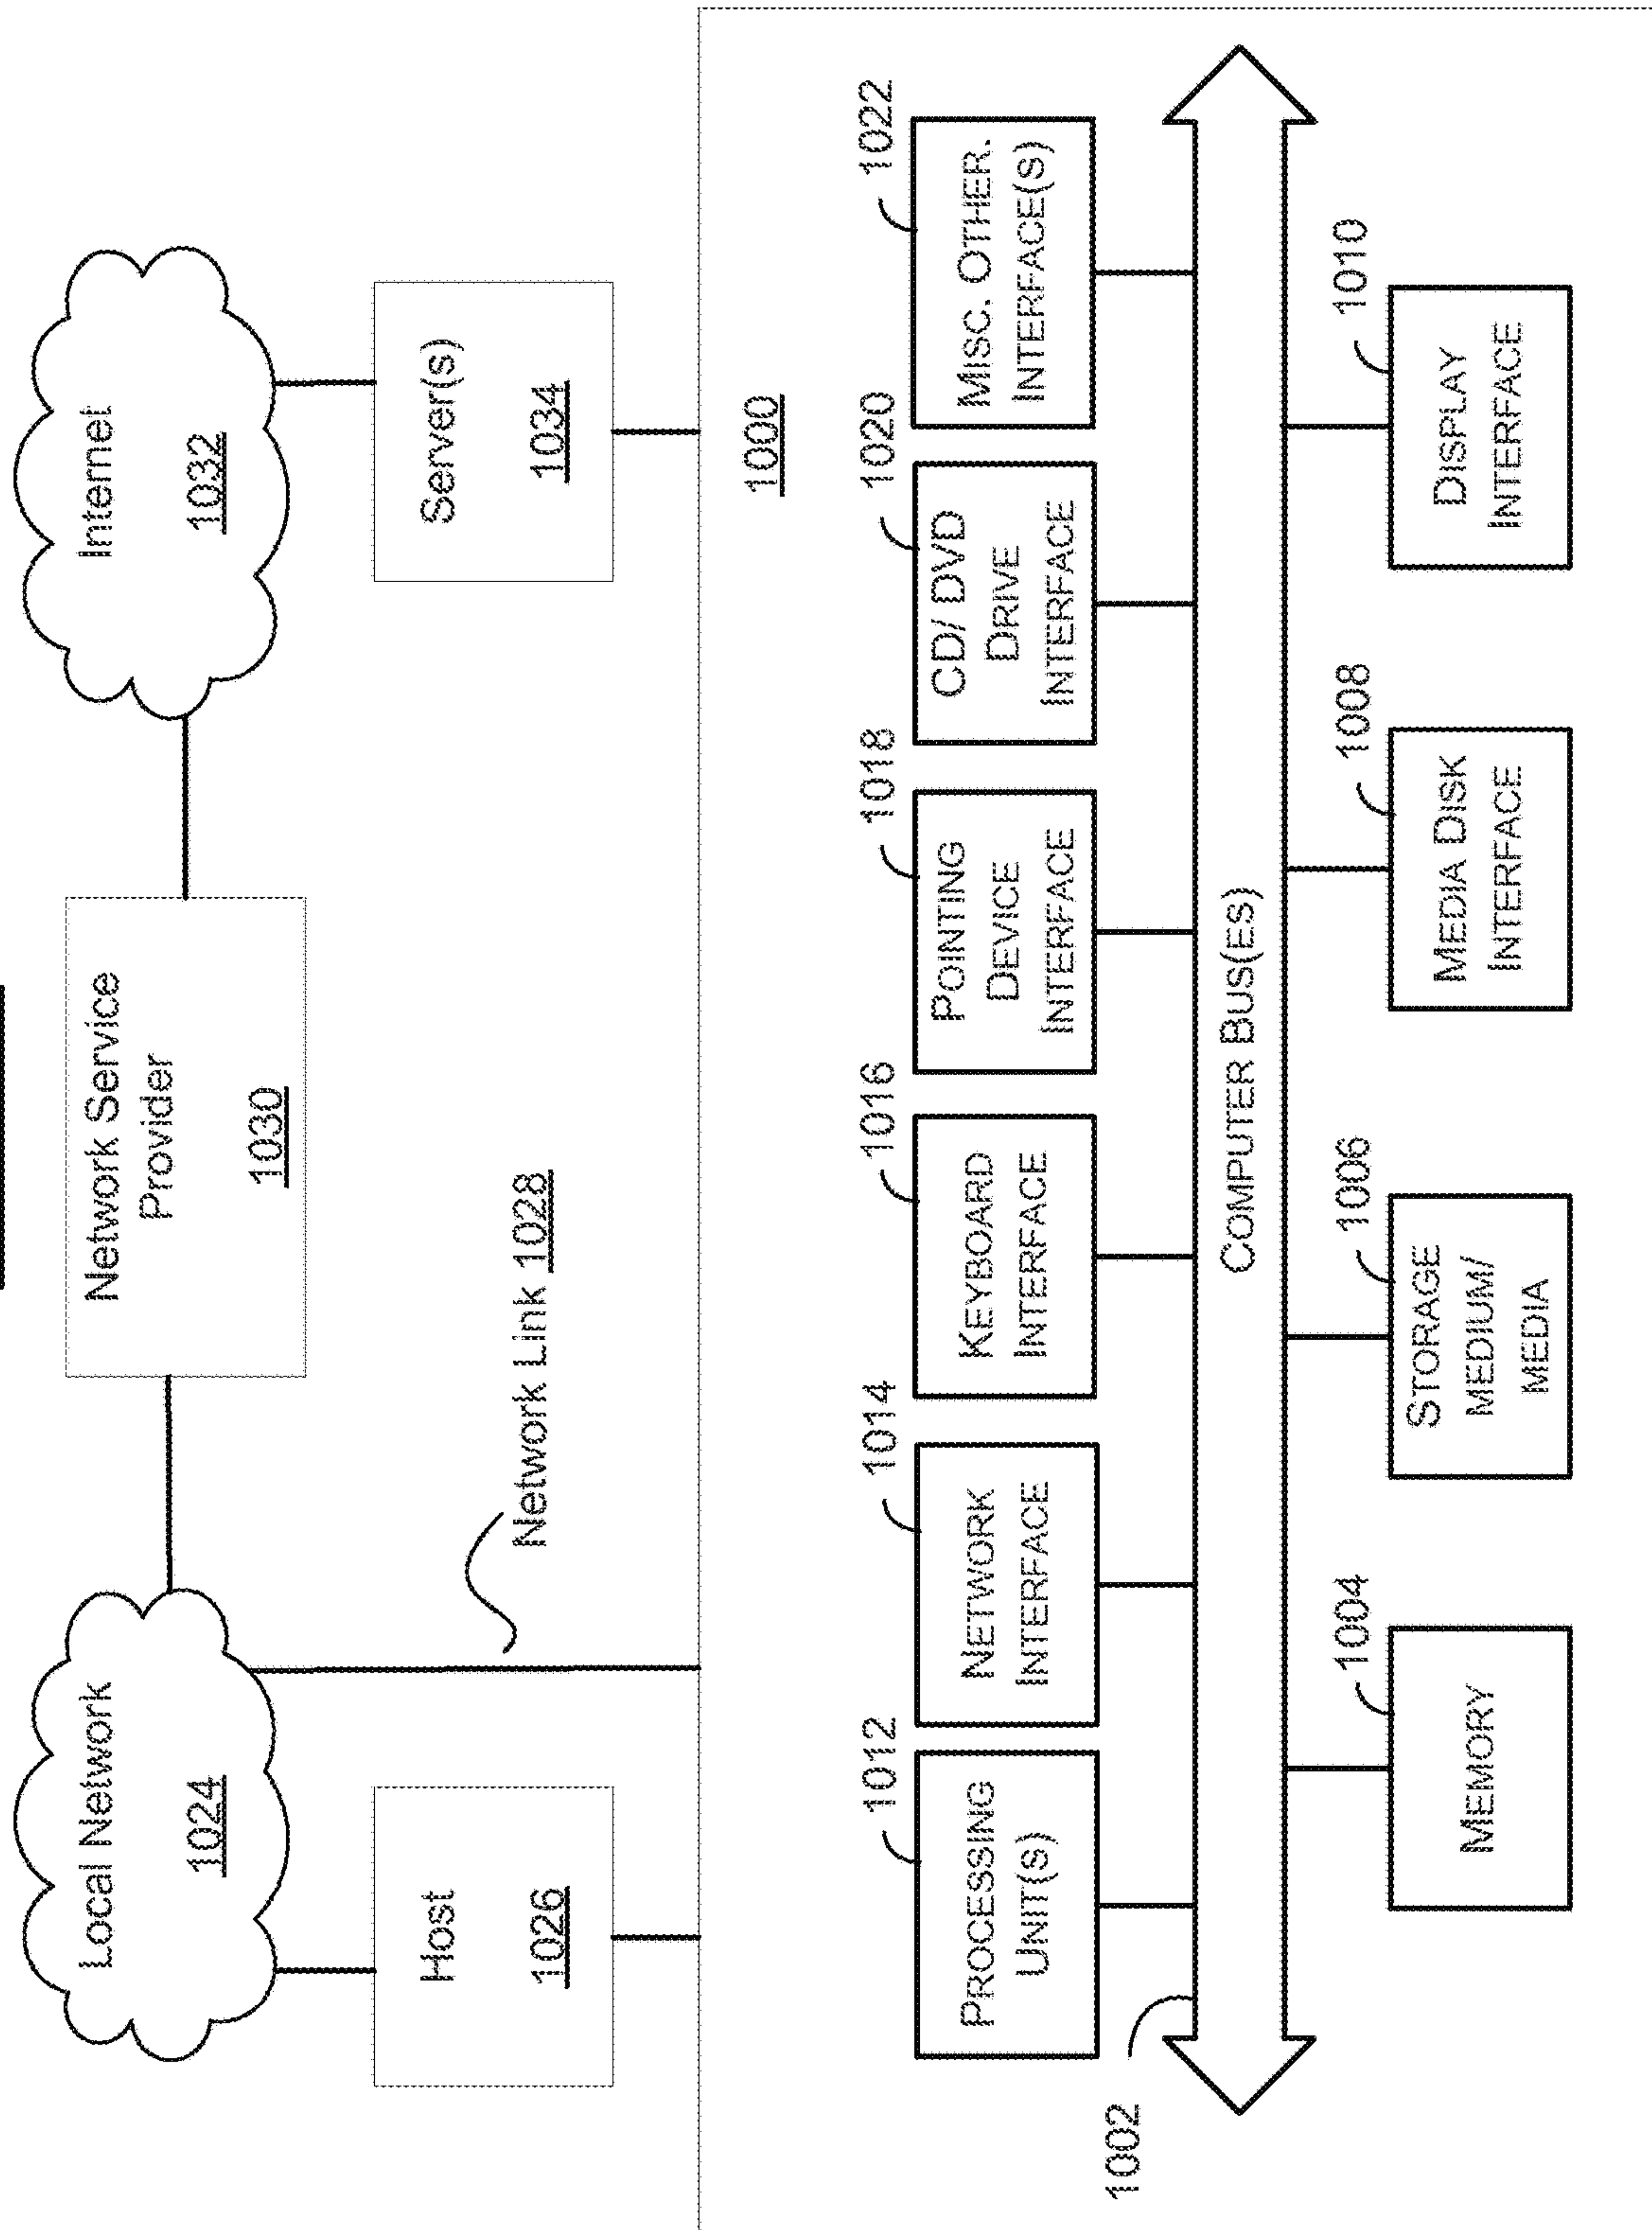 Local Network
1024
Network Service
Provider
1030
Internet
1032
Host
1026
Network Link 1028
Server(s)
1034
1000
1012
1014
1016
1018
1020
1022
PROCESSING
UNIT(S)
NETWORK
INTERFACE
KEYBOARD
INTERFACE
POINTING
DEVICE
INTERFACE
CD/ DVD
DRIVE
INTERFACE
MISC. OTHER.
INTERFACE(S)
1002
COMPUTER BUS(ES)
1004
1006
1008
1010
MEMORY
STORAGE
MEDIUM/
MEDIA
MEDIA DISK
INTERFACE
DISPLAY
INTERFACE